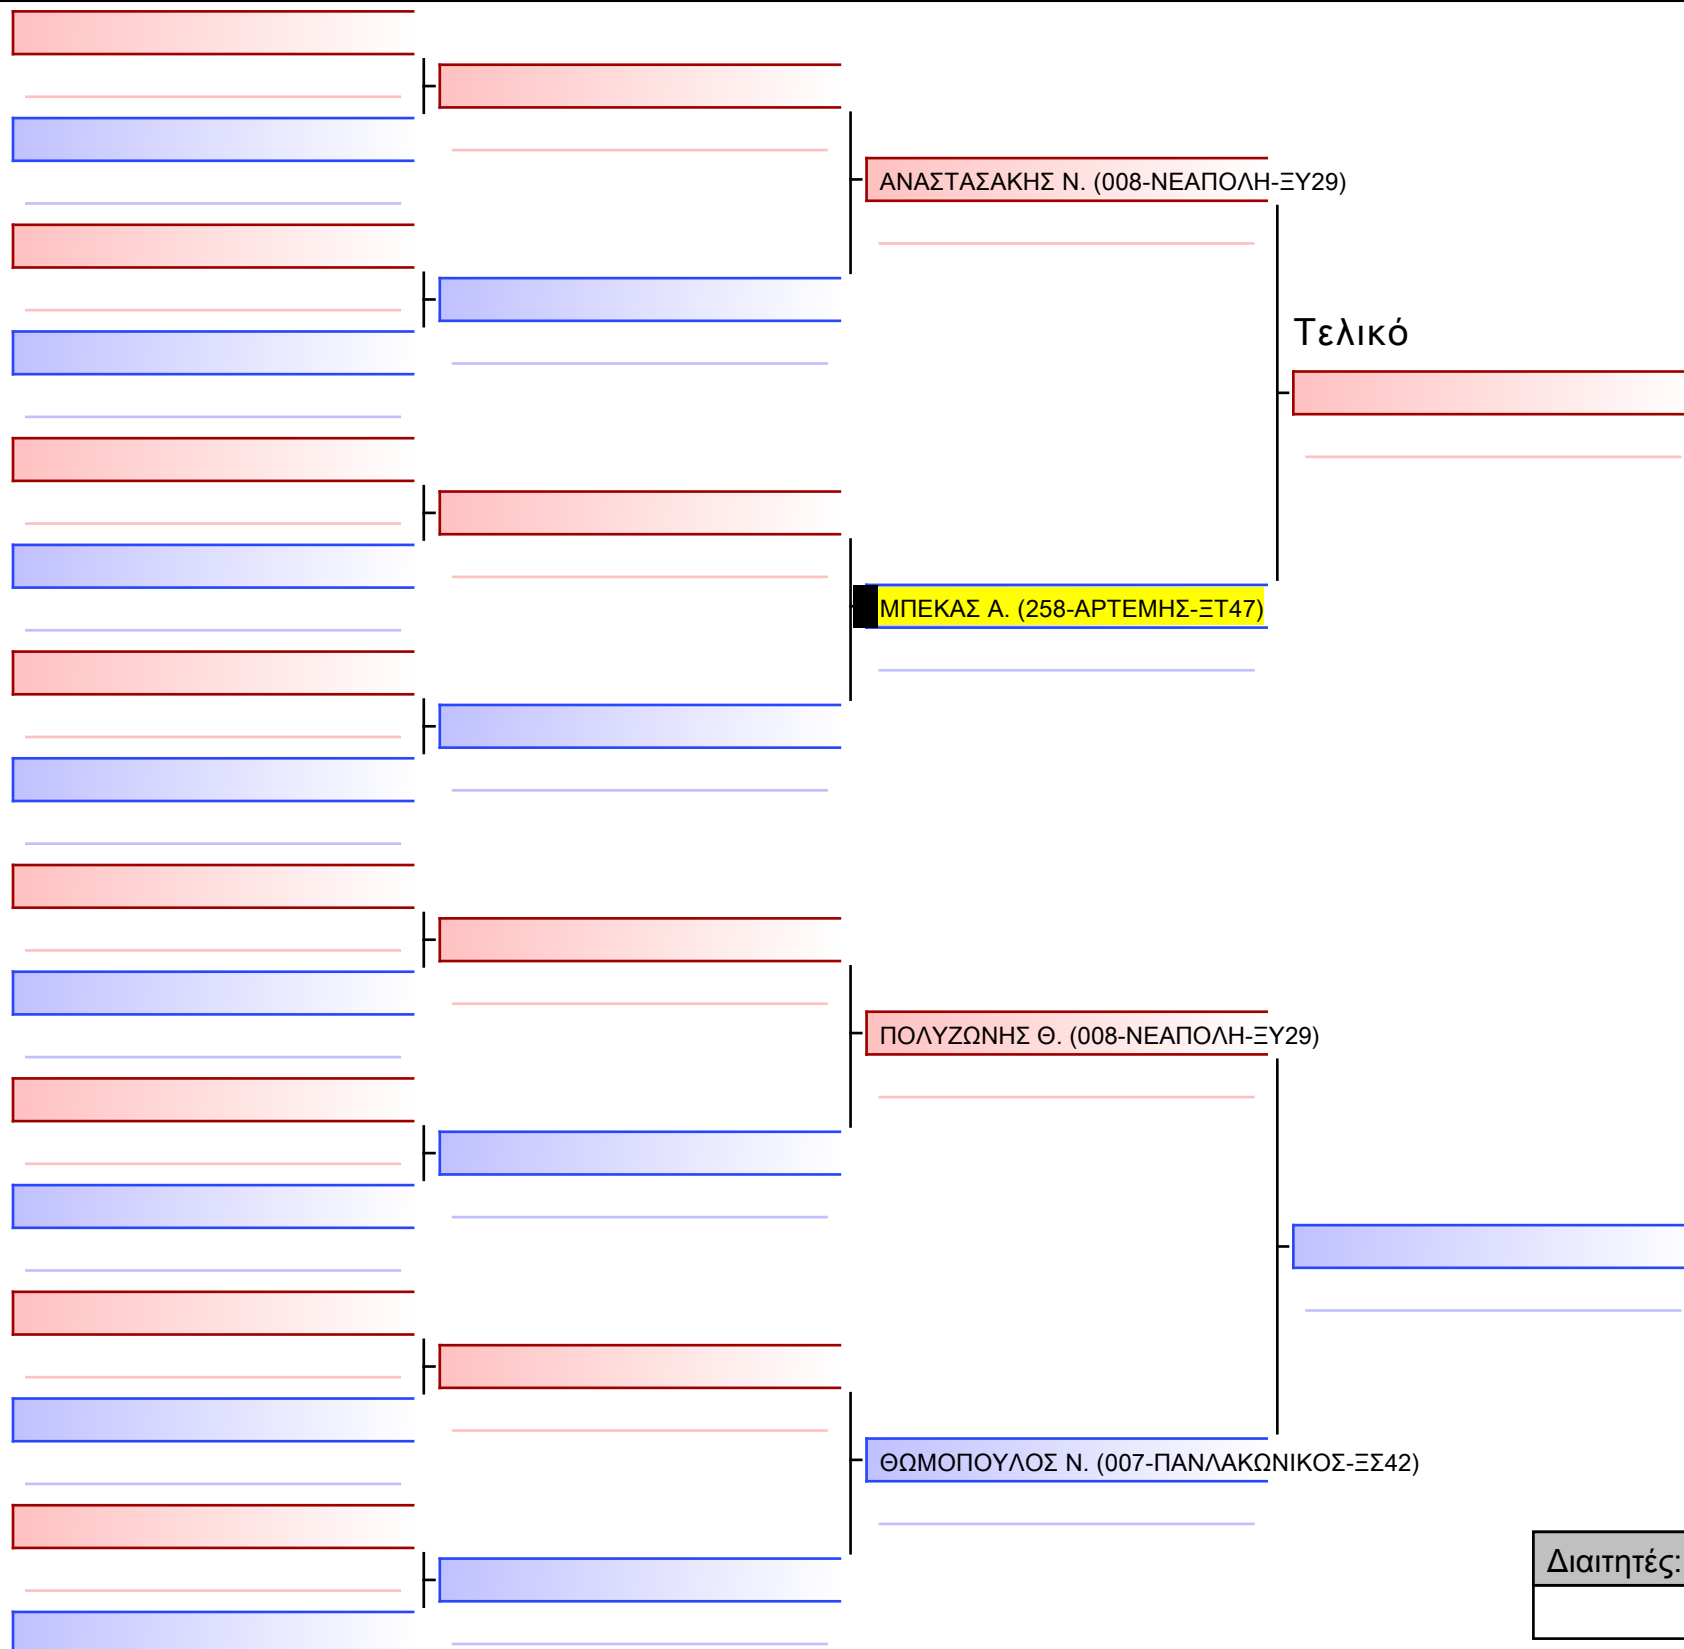 ΑΝΑΣΤΑΣΑΚΗΣ Ν. (008-ΝΕΑΠΟΛΗ-ΞΥ29)
Τελικό
ΜΠΕΚΑΣ Α. (258-ΑΡΤΕΜΗΣ-ΞΤ47)
ΠΟΛΥΖΩΝΗΣ Θ. (008-ΝΕΑΠΟΛΗ-ΞΥ29)
ΘΩΜΟΠΟΥΛΟΣ Ν. (007-ΠΑΝΛΑΚΩΝΙΚΟΣ-ΞΣ42)
Διαιτητές: